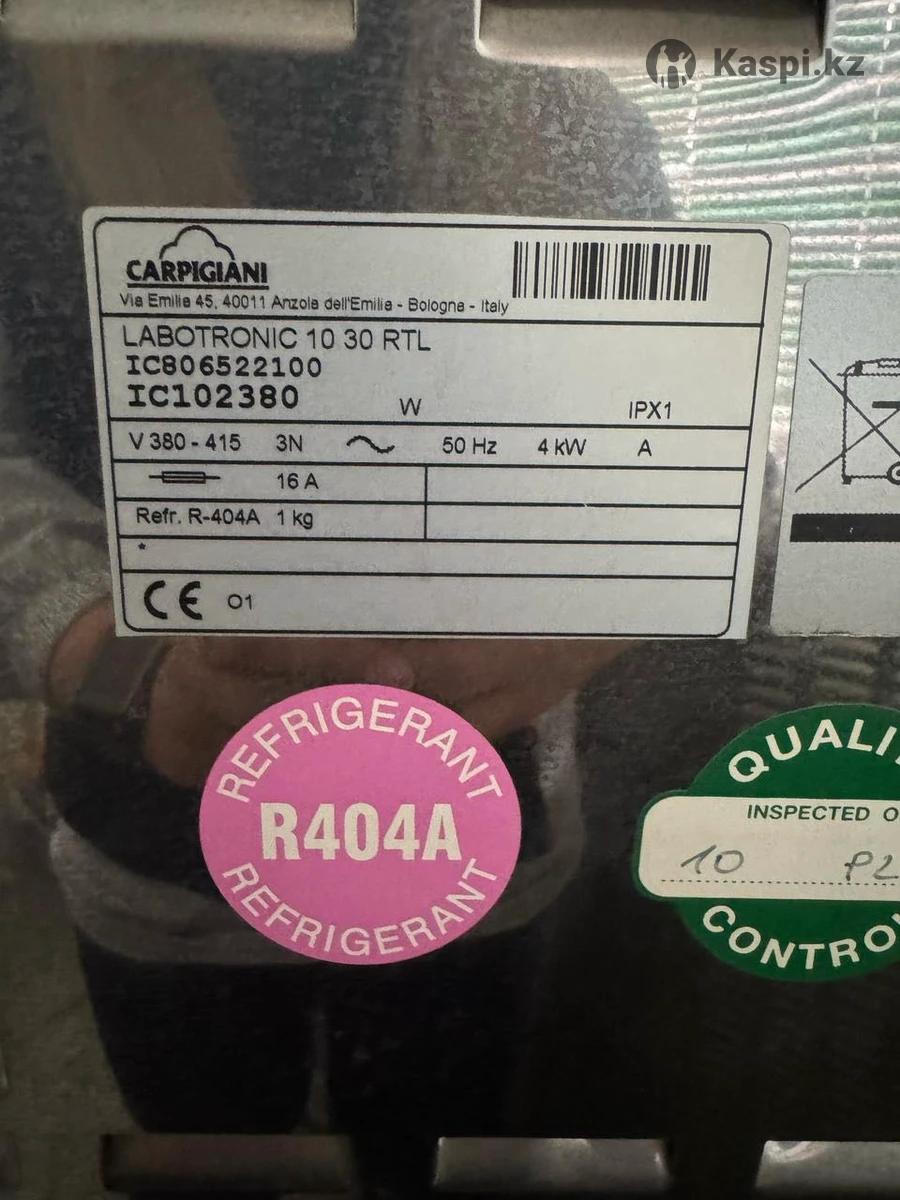 Kaspi.kz
CARPIGIANI
Via Emilia 45, 40011 Anzola dell'Emilia - Bologna - Italy
LABOTRONIC 10 30 RTL
IC806522100
IC102380 W IPX1
V 380 - 415 3N 50 Hz 4 kW A
16 A
Refr. R-404A 1 kg
*
CE 01
REFRIGERANT
R404A
REFRIGERANT
QUALI
INSPECTED O
10 PL
CONTRO